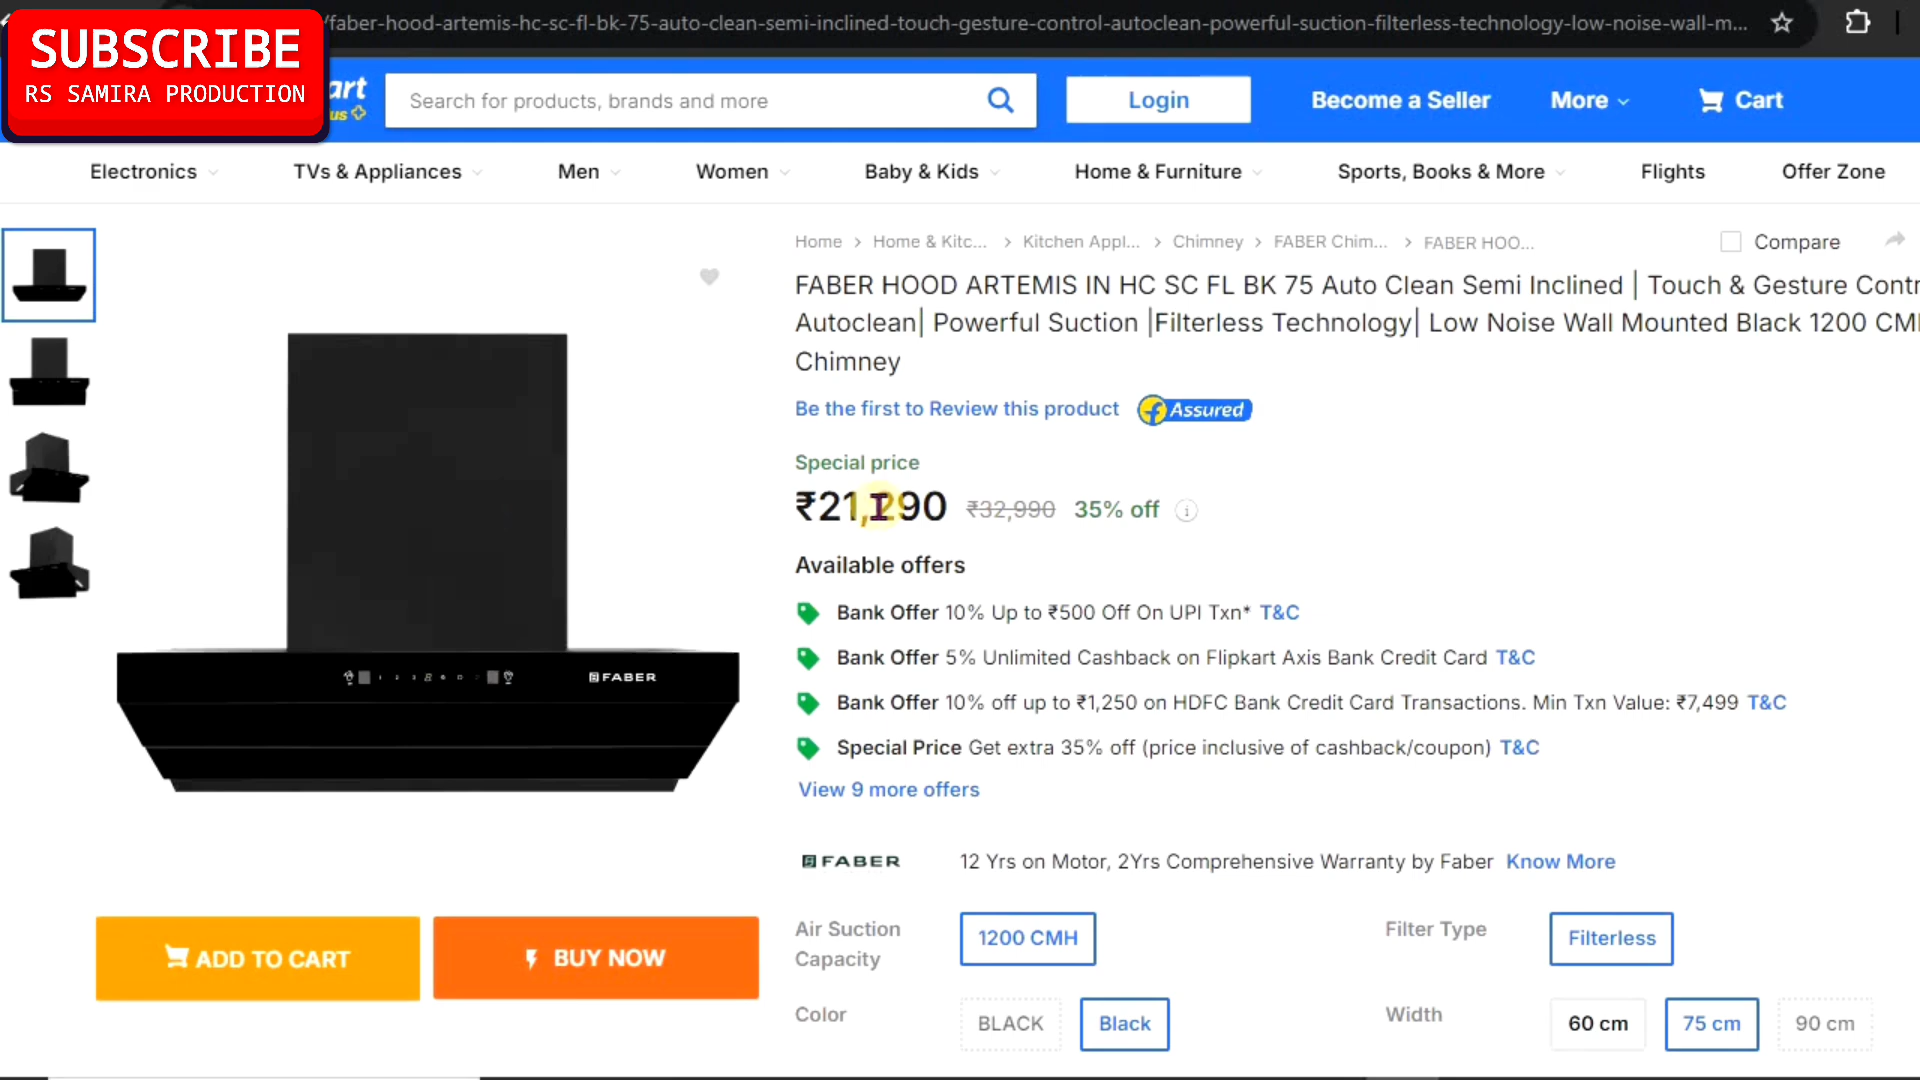 /faber-hood-artemis-hc-sc-fl-bk-75-auto-clean-semi-inclined-touch-gesture-control-autoclean-powerful-suction-filterless-technology-low-noise-wall-m...
SUBSCRIBE
RS SAMIRA PRODUCTION
art
us
Search for products, brands and more
Login
Become a Seller
More
Cart
Electronics
TVs & Appliances
Men
Women
Baby & Kids
Home & Furniture
Sports, Books & More
Flights
Offer Zone
Home > Home & Kitc... > Kitchen Appl... > Chimney > FABER Chim... > FABER HOO...
Compare
FABER HOOD ARTEMIS IN HC SC FL BK 75 Auto Clean Semi Inclined | Touch & Gesture Contr
Autoclean| Powerful Suction |Filterless Technology| Low Noise Wall Mounted Black 1200 CM
Chimney
Be the first to Review this product
Assured
Special price
₹21,290 ₹32,990 35% off
Available offers
Bank Offer 10% Up to ₹500 Off On UPI Txn* T&C
Bank Offer 5% Unlimited Cashback on Flipkart Axis Bank Credit Card T&C
Bank Offer 10% off up to ₹1,250 on HDFC Bank Credit Card Transactions. Min Txn Value: ₹7,499 T&C
Special Price Get extra 35% off (price inclusive of cashback/coupon) T&C
View 9 more offers
FABER
FABER
12 Yrs on Motor, 2Yrs Comprehensive Warranty by Faber Know More
ADD TO CART
BUY NOW
Air Suction
Capacity
1200 CMH
Filter Type
Filterless
Color
BLACK
Black
Width
60 cm
75 cm
90 cm